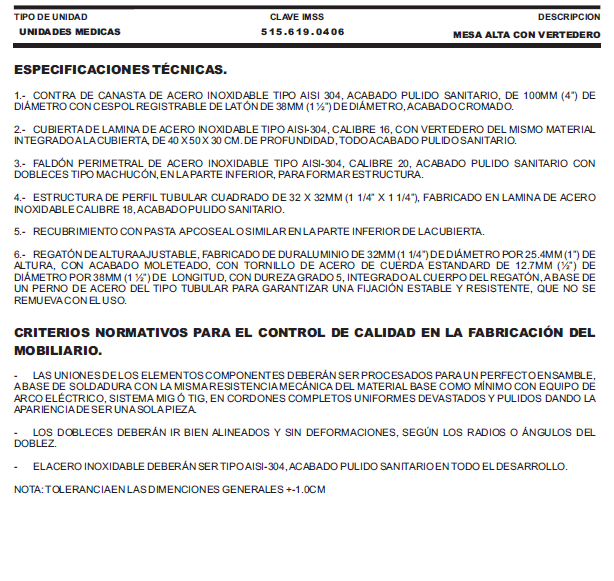 TIPO DE UNIDAD CLAVE IMSS DESCRIPCION
UNIDADES MEDICAS 515.619.0406 MESA ALTA CON VERTEDERO
ESPECIFICACIONES TÉCNICAS.
1.- CONTRA DE CANASTA DE ACERO INOXIDABLE TIPO AISI 304, ACABADO PULIDO SANITARIO, DE 100MM (4") DE
DIÁMETRO CON CESPOL REGISTRABLE DE LATÓN DE 38MM (1 ½") DE DIÁMETRO, ACABADO CROMADO.
2.- CUBIERTA DE LAMINA DE ACERO INOXIDABLE TIPO AISI-304, CALIBRE 16, CON VERTEDERO DEL MISMO MATERIAL
INTEGRADO A LA CUBIERTA, DE 40 X 50 X 30 CM. DE PROFUNDIDAD, TODO ACABADO PULIDO SANITARIO.
3.- FALDÓN PERIMETRAL DE ACERO INOXIDABLE TIPO AISI-304, CALIBRE 20, ACABADO PULIDO SANITARIO CON
DOBLECES TIPO MACHUCÓN, EN LA PARTE INFERIOR, PARA FORMAR ESTRUCTURA.
4.- ESTRUCTURA DE PERFIL TUBULAR CUADRADO DE 32 X 32MM (1 1/4" X 1 1/4"), FABRICADO EN LAMINA DE ACERO
INOXIDABLE CALIBRE 18, ACABADO PULIDO SANITARIO.
5.- RECUBRIMIENTO CON PASTA APCOSEAL O SIMILAR EN LA PARTE INFERIOR DE LA CUBIERTA.
6.- REGATÓN DE ALTURA AJUSTABLE, FABRICADO DE DURALUMINIO DE 32MM (1 1/4") DE DIÁMETRO POR 25.4MM (1") DE
ALTURA, CON ACABADO MOLETEADO, CON TORNILLO DE ACERO DE CUERDA ESTANDARD DE 12.7MM (½") DE
DIÁMETRO POR 38MM (1 ½") DE LONGITUD, CON DUREZA GRADO 5, INTEGRADO AL CUERPO DEL REGATÓN, A BASE DE
UN PERNO DE ACERO DEL TIPO TUBULAR PARA GARANTIZAR UNA FIJACIÓN ESTABLE Y RESISTENTE, QUE NO SE
REMUEVA CON EL USO.
CRITERIOS NORMATIVOS PARA EL CONTROL DE CALIDAD EN LA FABRICACIÓN DEL
MOBILIARIO.
- LAS UNIONES DE LOS ELEMENTOS COMPONENTES DEBERÁN SER PROCESADOS PARA UN PERFECTO ENSAMBLE,
A BASE DE SOLDADURA CON LA MISMA RESISTENCIA MECÁNICA DEL MATERIAL BASE COMO MÍNIMO CON EQUIPO DE
ARCO ELÉCTRICO, SISTEMA MIG Ó TIG, EN CORDONES COMPLETOS UNIFORMES DEVASTADOS Y PULIDOS DANDO LA
APARIENCIA DE SER UNA SOLA PIEZA.
- LOS DOBLECES DEBERÁN IR BIEN ALINEADOS Y SIN DEFORMACIONES, SEGÚN LOS RADIOS O ÁNGULOS DEL
DOBLEZ.
- EL ACERO INOXIDABLE DEBERÁN SER TIPO AISI-304, ACABADO PULIDO SANITARIO EN TODO EL DESARROLLO.
NOTA: TOLERANCIA EN LAS DIMENCIONES GENERALES +-1.0CM